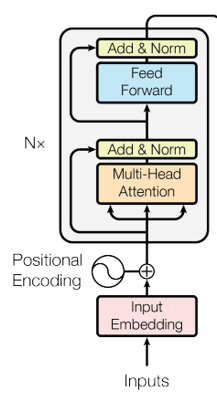 Add & Norm
Feed
Forward
N×
Add & Norm
Multi-Head
Attention
Positional
Encoding
Input
Embedding
Inputs